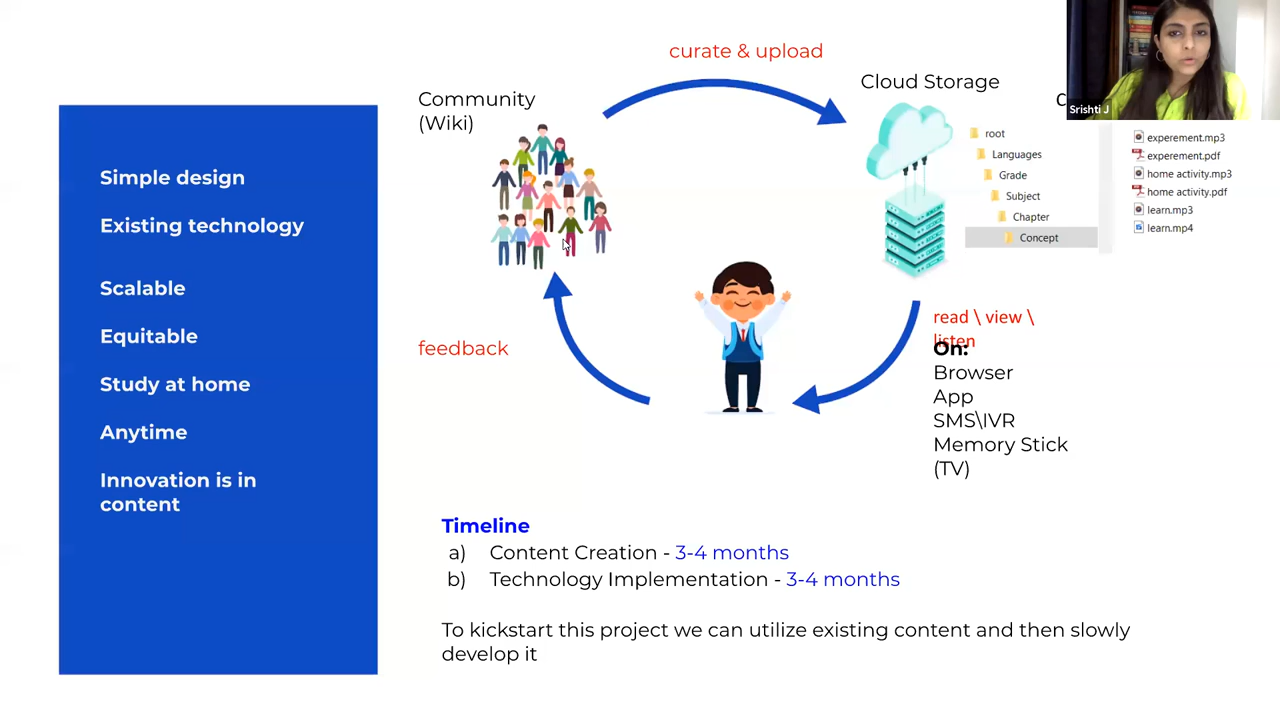 Simple design
Existing technology
Scalable
Equitable
Study at home
Anytime
Innovation is in
content
curate & upload
Community
(Wiki)
Cloud Storage
C
Srishti J
root
Languages
Grade
Subject
Chapter
Concept
experement.mp3
experement.pdf
home activity.mp3
home activity.pdf
learn.mp3
learn.mp4
feedback
read \ view \
listen
On:
Browser
App
SMS\IVR
Memory Stick
(TV)
Timeline
a) Content Creation - 3-4 months
b) Technology Implementation - 3-4 months
To kickstart this project we can utilize existing content and then slowly
develop it